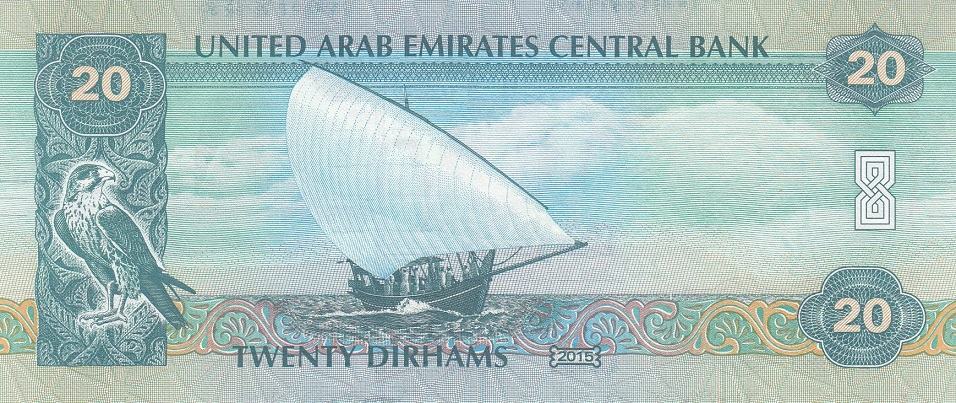 UNITED ARAB EMIRATES CENTRAL BANK
20
20
20
TWENTY DIRHAMS
2015